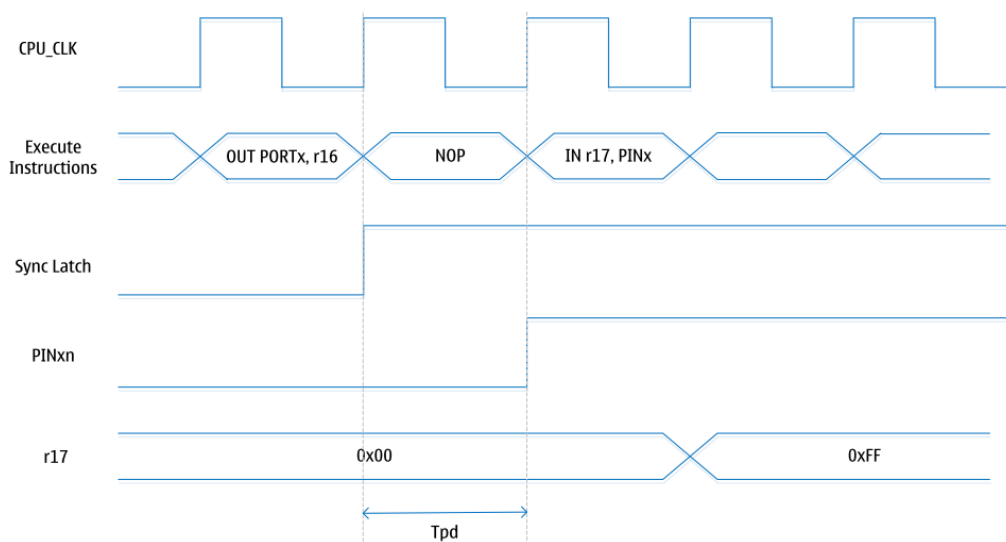 CPU_CLK
Execute
Instructions
OUT PORTx, r16
NOP
IN r17, PINx
Sync Latch
PINxn
r17
0x00
0xFF
Tpd